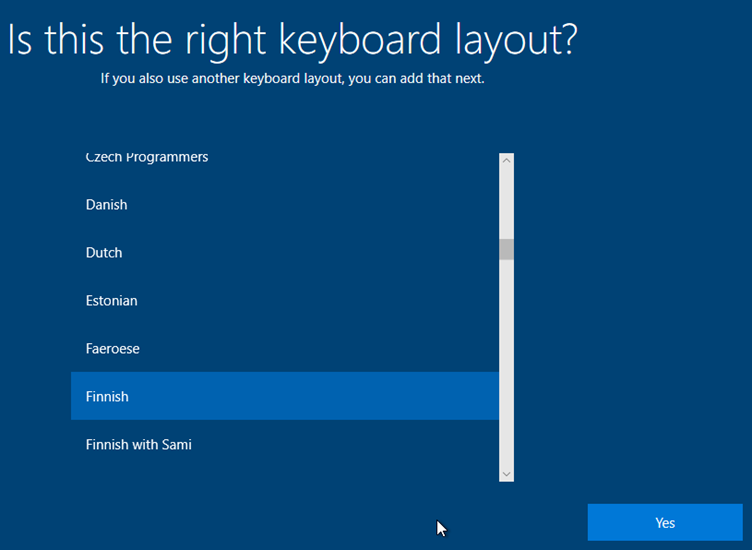 Is this the right keyboard layout?
If you also use another keyboard layout, you can add that next.
Czech Programmers
Danish
Dutch
Estonian
Faeroese
Finnish
Finnish with Sami
Yes